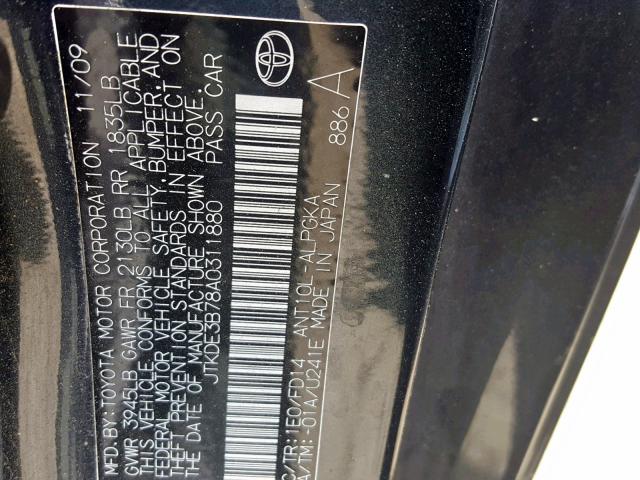 MFD.BY:TOYOTA MOTOR CORPORATION 11/09
GVWR 3945LB GAWR FR 2130LB RR 1835LB
THIS VEHICLE CONFORMS TO ALL APPLICABLE
FEDERAL MOTOR VEHICLE SAFETY, BUMPER, AND
THEFT PREVENTION STANDARDS IN EFFECT ON
THE DATE OF MANUFACTURE SHOWN ABOVE.
JTKDE3B78A0311880 PASS CAR
C/TR:1E0/FD14 ANT10L-ALPGKA
A/TM:-01A/U241E MADE IN JAPAN 886 A